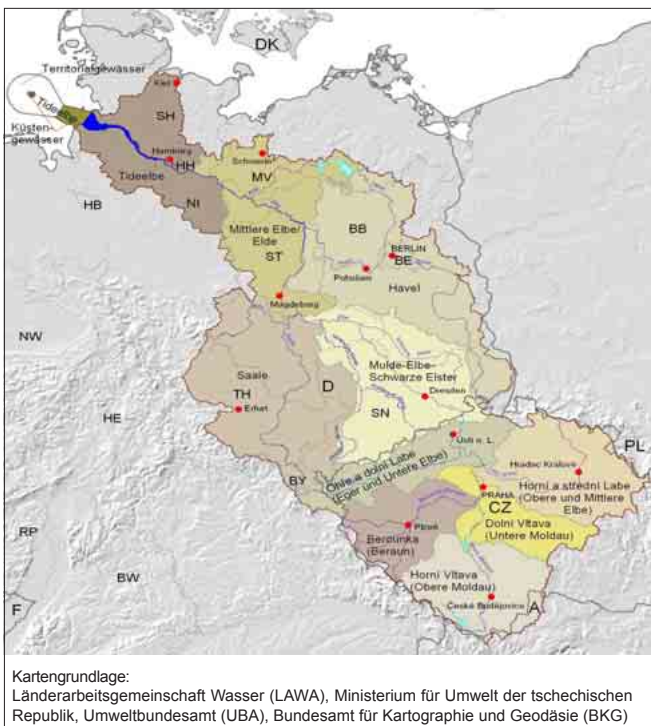 DK
Territorialgewässer
Kiel
Tideelbe
SH
Küsten-
gewässer
Hamburg
HH
Schwerin
MV
Tideelbe
NI
HB
Mittlere Elbe/
Elde
ST
BB
BERLIN
BE
Potsdam
Havel
Magdeburg
NW
Mulde-Elbe-
Schwarze Elster
Saale
D
Dresden
TH
SN
Erfurt
HE
Usti n. L.
PL
Ohře a dolní Labe
(Eger und Untere Elbe)
Hradec Kralove
Horní a střední Labe
(Obere und Mittlere
Elbe)
BY
PRAHA
CZ
Dolní Vltava
(Untere Moldau)
Plzeň
Berounka
(Beraun)
RP
BW
Horní Vltava
(Obere Moldau)
České Budějovice
A
F
Kartengrundlage:
Länderarbeitsgemeinschaft Wasser (LAWA), Ministerium für Umwelt der tschechischen
Republik, Umweltbundesamt (UBA), Bundesamt für Kartographie und Geodäsie (BKG)